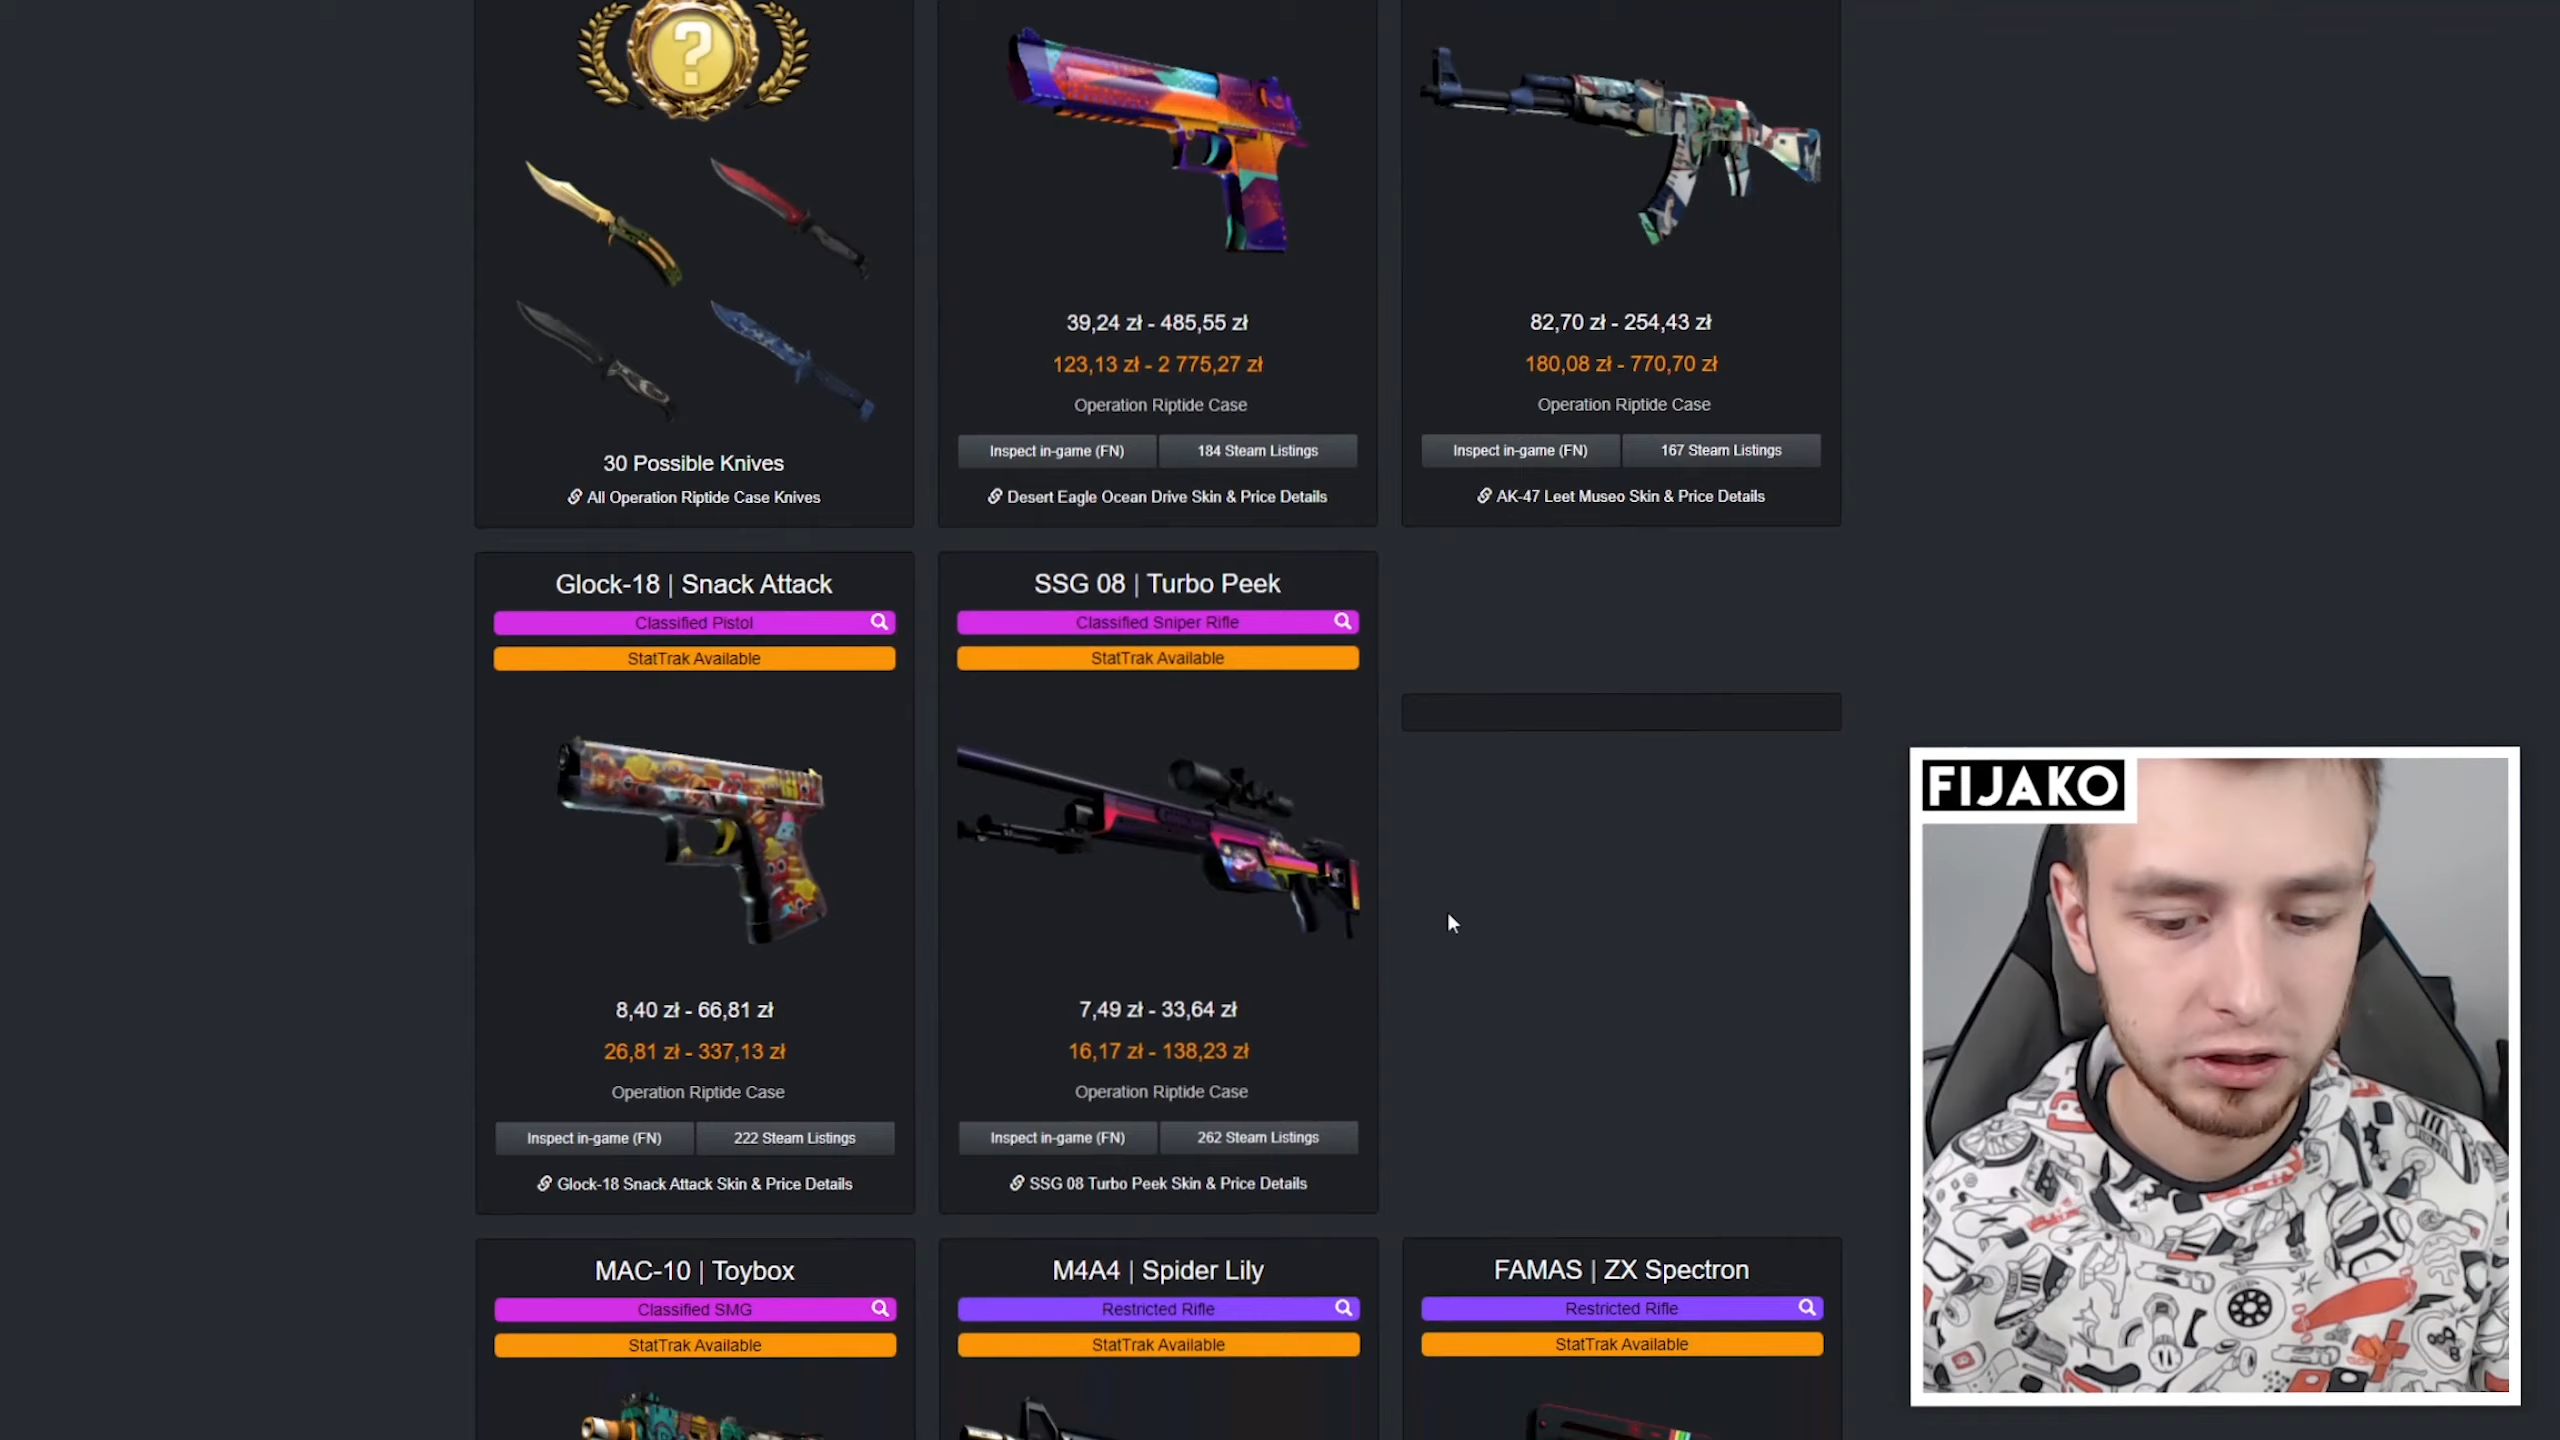 ?
30 Possible Knives
All Operation Riptide Case Knives
39,24 zł - 485,55 zł
123,13 zł - 2 775,27 zł
Operation Riptide Case
Inspect in-game (FN)
184 Steam Listings
Desert Eagle Ocean Drive Skin & Price Details
82,70 zł - 254,43 zł
180,08 zł - 770,70 zł
Operation Riptide Case
Inspect in-game (FN)
167 Steam Listings
AK-47 Leet Museo Skin & Price Details
Glock-18 | Snack Attack
Classified Pistol
StatTrak Available
8,40 zł - 66,81 zł
26,81 zł - 337,13 zł
Operation Riptide Case
Inspect in-game (FN)
222 Steam Listings
Glock-18 Snack Attack Skin & Price Details
SSG 08 | Turbo Peek
Classified Sniper Rifle
StatTrak Available
7,49 zł - 33,64 zł
16,17 zł - 138,23 zł
Operation Riptide Case
Inspect in-game (FN)
262 Steam Listings
SSG 08 Turbo Peek Skin & Price Details
FIJAKO
MAC-10 | Toybox
Classified SMG
StatTrak Available
M4A4 | Spider Lily
Restricted Rifle
StatTrak Available
FAMAS | ZX Spectron
Restricted Rifle
StatTrak Available